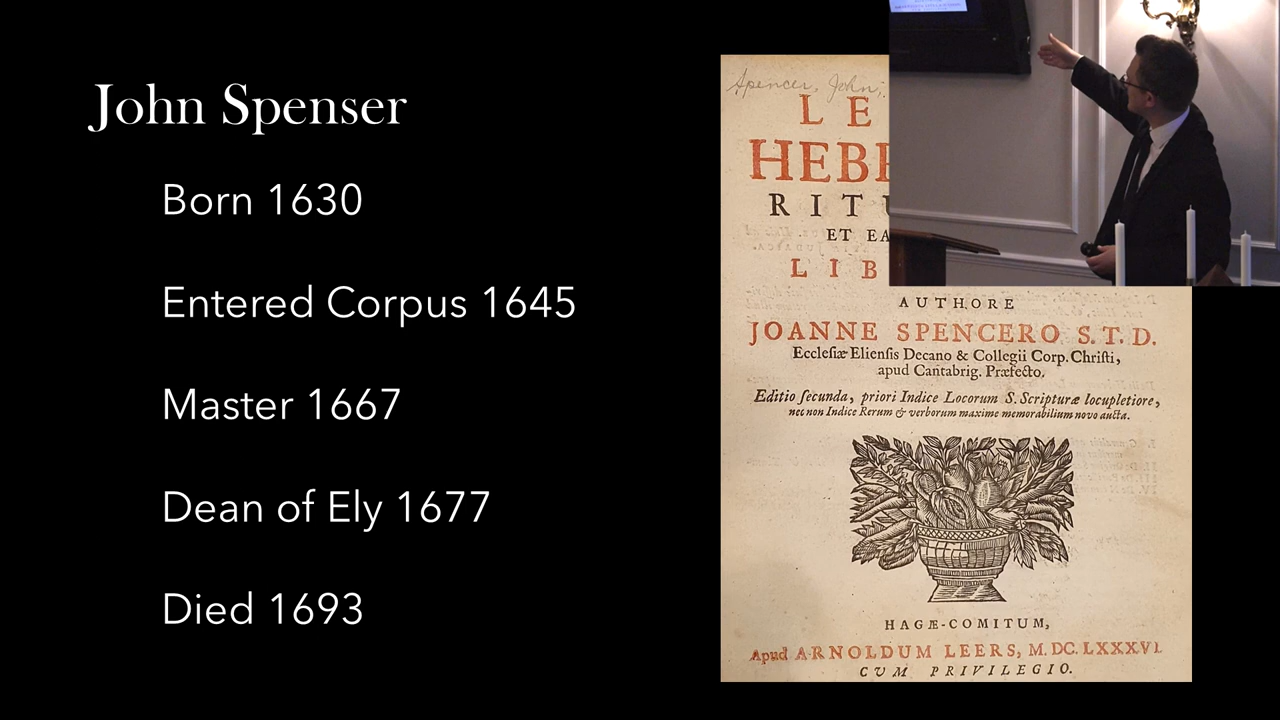 John Spenser
Born 1630
Entered Corpus 1645
Master 1667
Dean of Ely 1677
Died 1693
Spencer, John,
LE
HEBR
RITU
ET EA
LIB
AUTHORE
JOANNE SPENCERO S.T.D.
Ecclesiæ Eliensis Decano & Collegii Corp. Christi,
apud Cantabrig. Præfecto.
Editio ſecunda, priori Indice Locorum S. Scripturæ locupletiore,
nec non Indice Rerum & verborum maxime memorabilium novo aucta.
HAGÆ-COMITUM,
Apud ARNOLDUM LEERS, M.DC.LXXXVI.
CVM PRIVILEGIO.